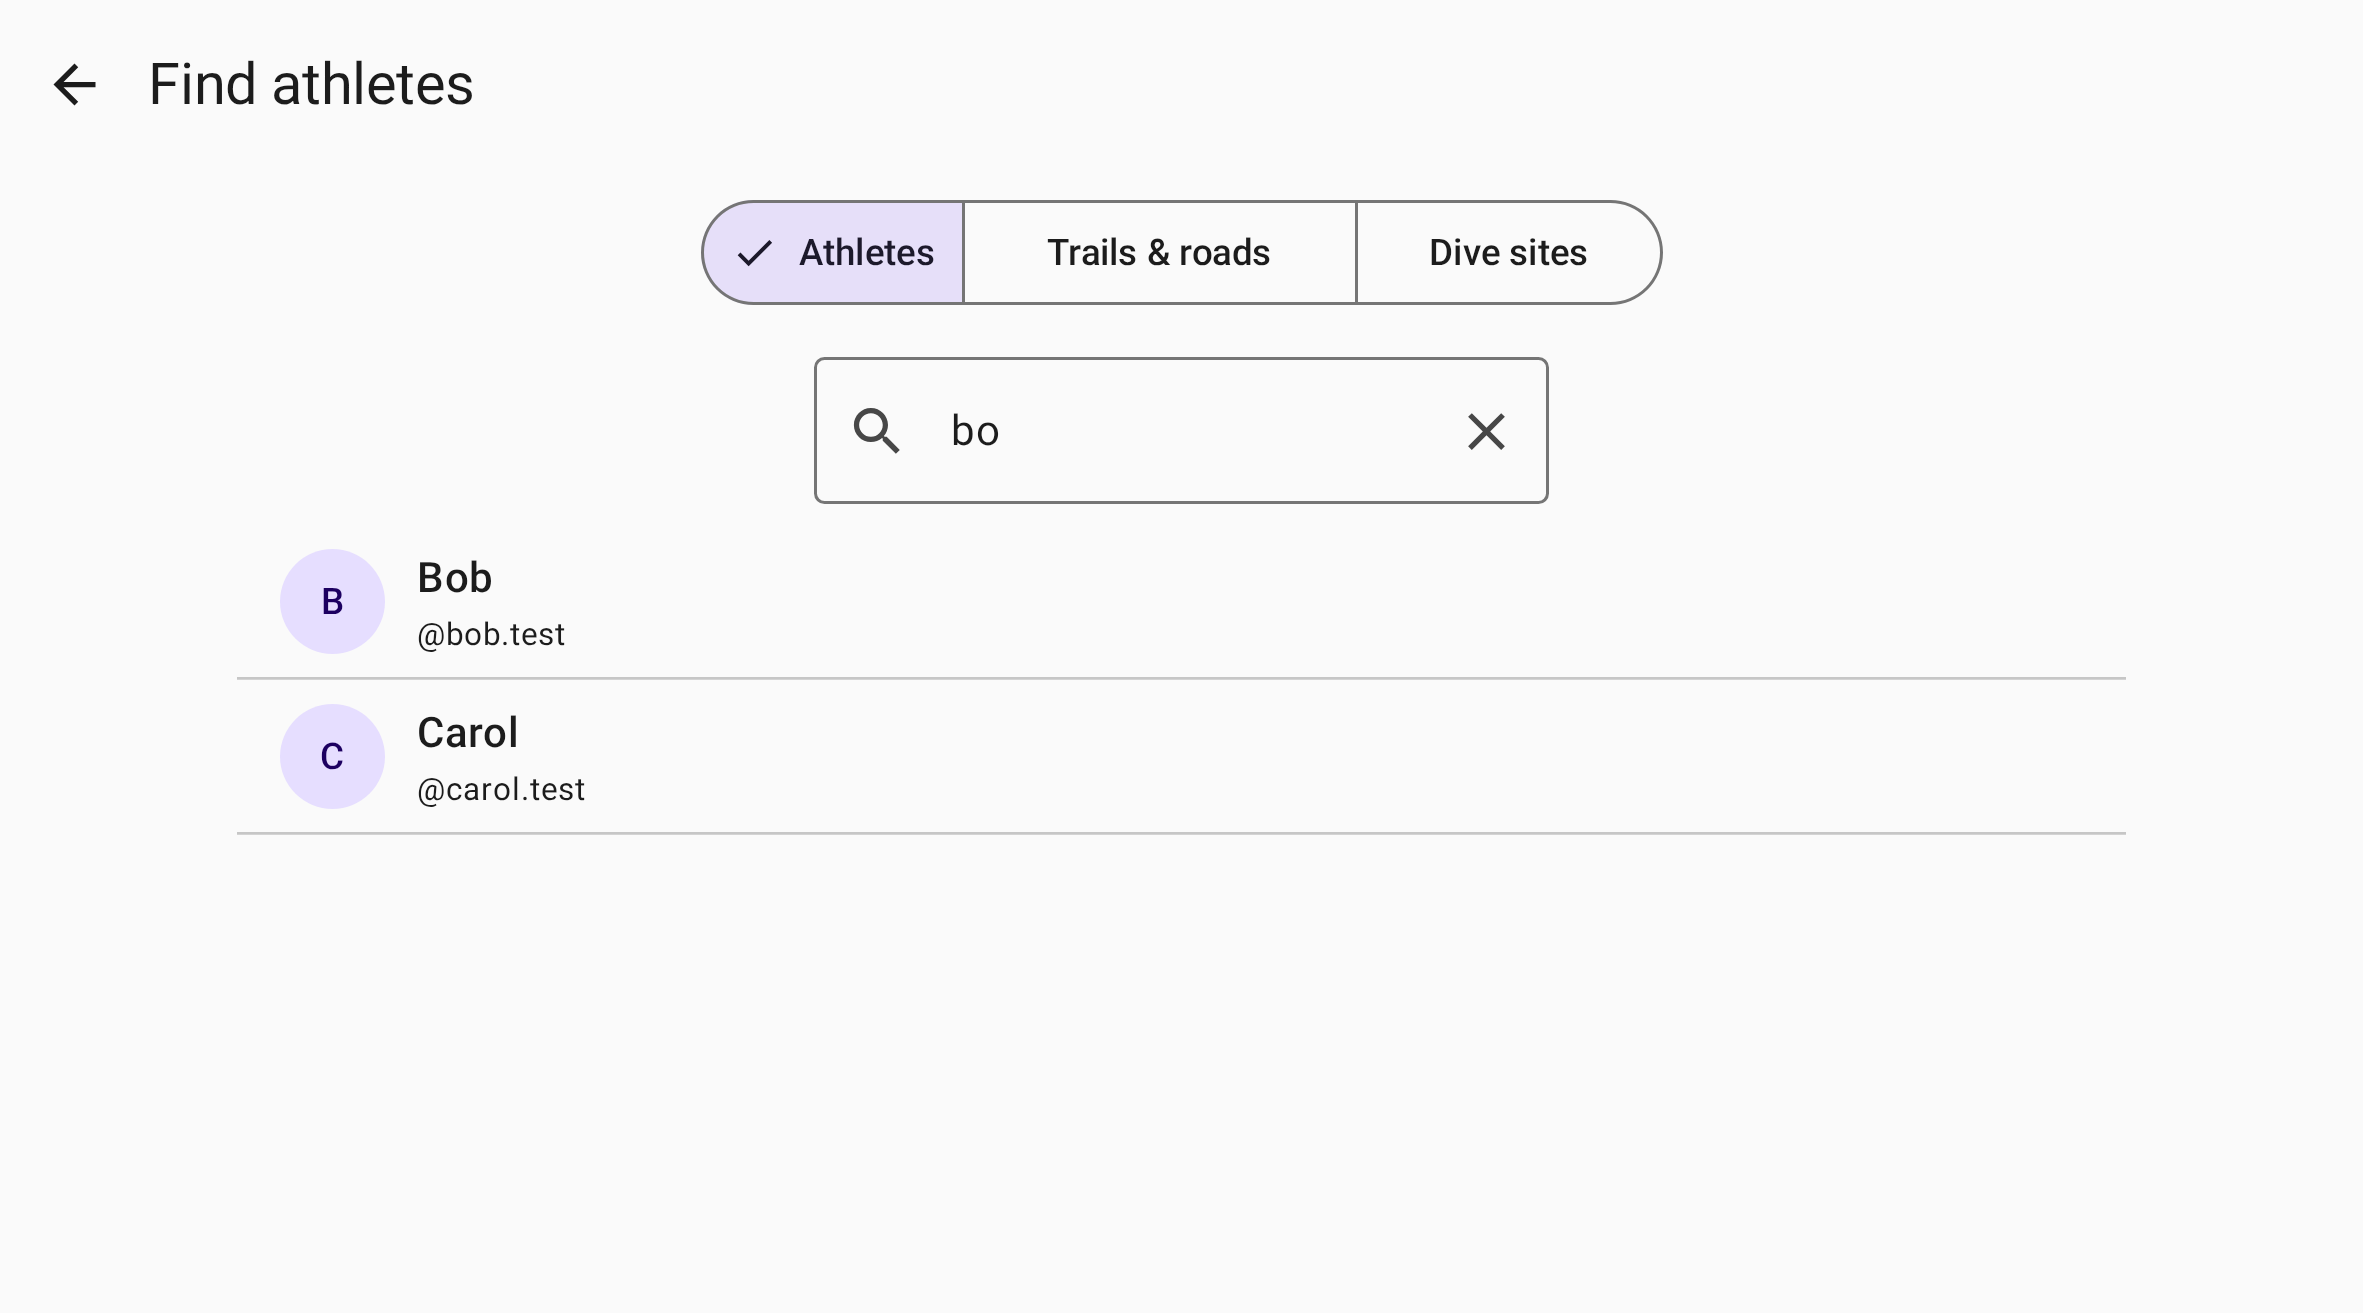 Find athletes
Athletes
Trails & roads
Dive sites
bo
B
Bob
@bob.test
C
Carol
@carol.test